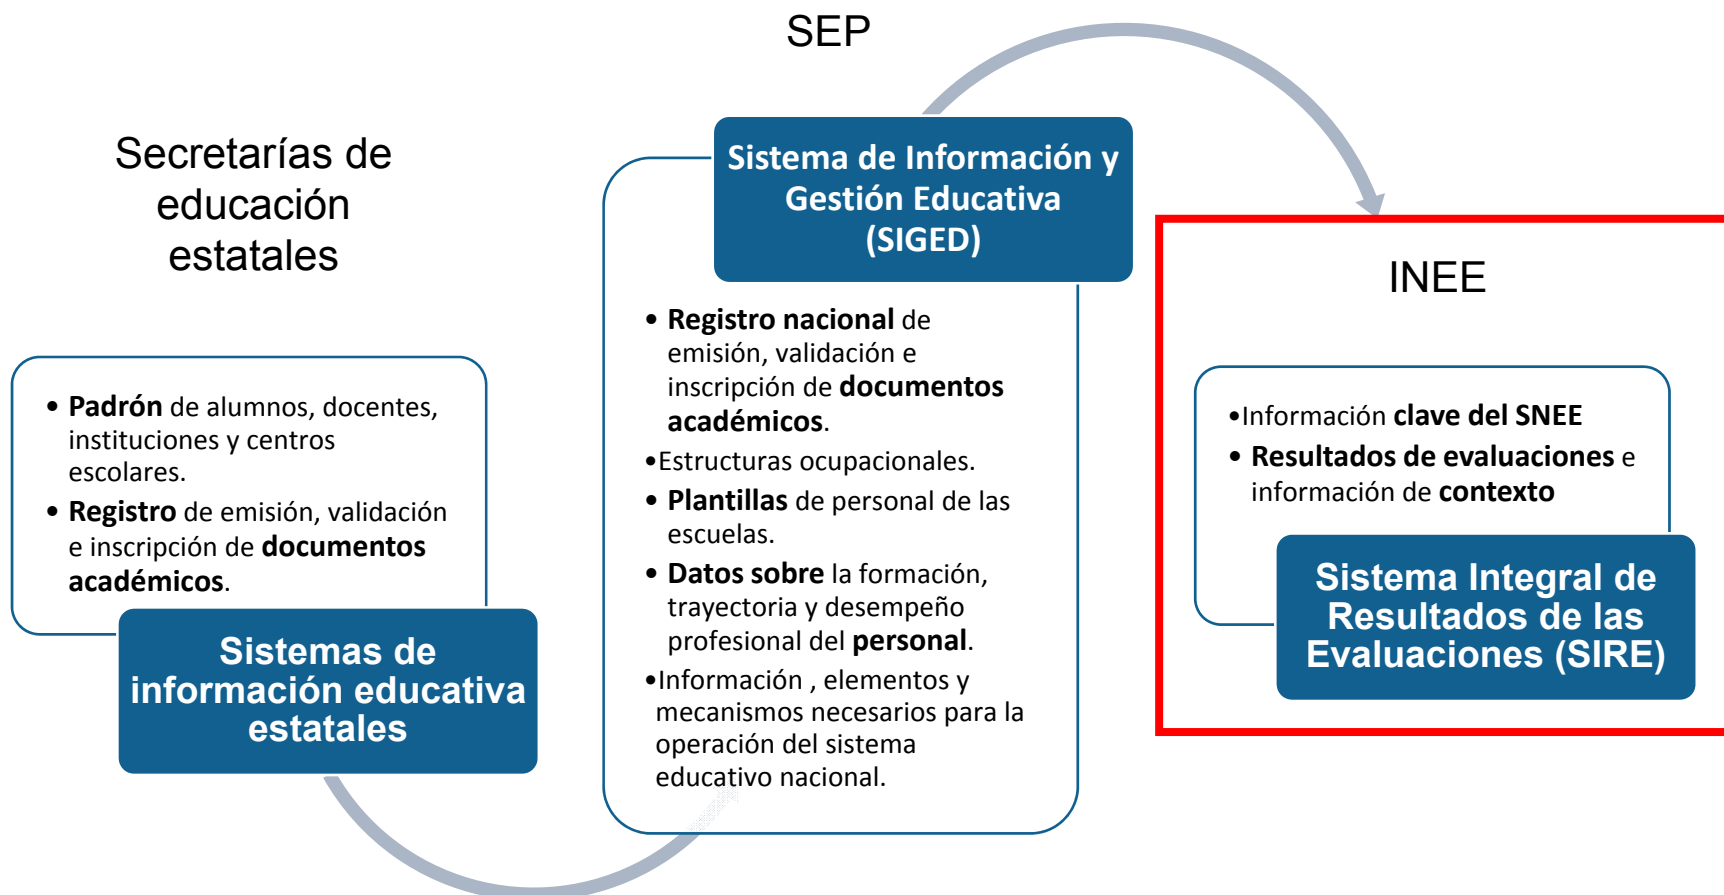 Secretarías de
educación
estatales
• Padrón de alumnos, docentes,
instituciones y centros
escolares.
• Registro de emisión, validación
e inscripción de documentos
académicos.
Sistemas de
información educativa
estatales
SEP
Sistema de Información y
Gestión Educativa
(SIGED)
• Registro nacional de
emisión, validación e
inscripción de documentos
académicos.
•Estructuras ocupacionales.
• Plantillas de personal de las
escuelas.
• Datos sobre la formación,
trayectoria y desempeño
profesional del personal.
•Información , elementos y
mecanismos necesarios para la
operación del sistema
educativo nacional.
INEE
•Información clave del SNEE
• Resultados de evaluaciones e
información de contexto
Sistema Integral de
Resultados de las
Evaluaciones (SIRE)